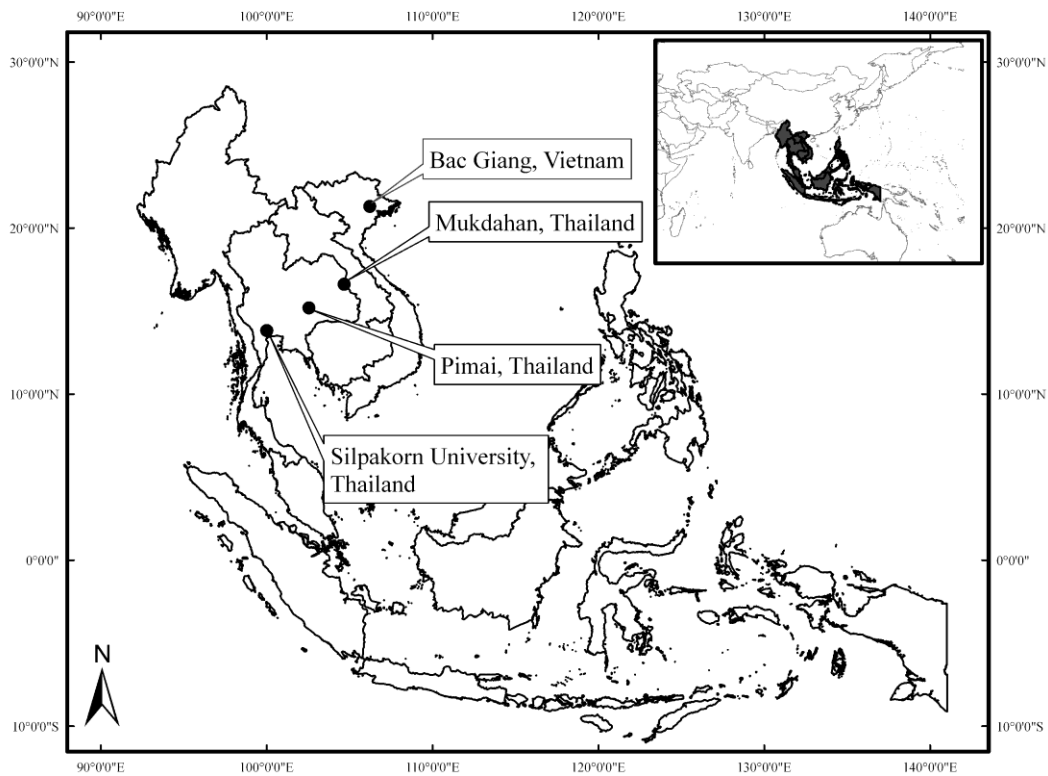 90°0'0"E 100°0'0"E 110°0'0"E 120°0'0"E 130°0'0"E 140°0'0"E
30°0'0"N 30°0'0"N
Bac Giang, Vietnam
20°0'0"N 20°0'0"N
Mukdahan, Thailand
Pimai, Thailand
10°0'0"N 10°0'0"N
Silpakorn University,
Thailand
0°0'0" 0°0'0"
N
10°0'0"S 10°0'0"S
90°0'0"E 100°0'0"E 110°0'0"E 120°0'0"E 130°0'0"E 140°0'0"E